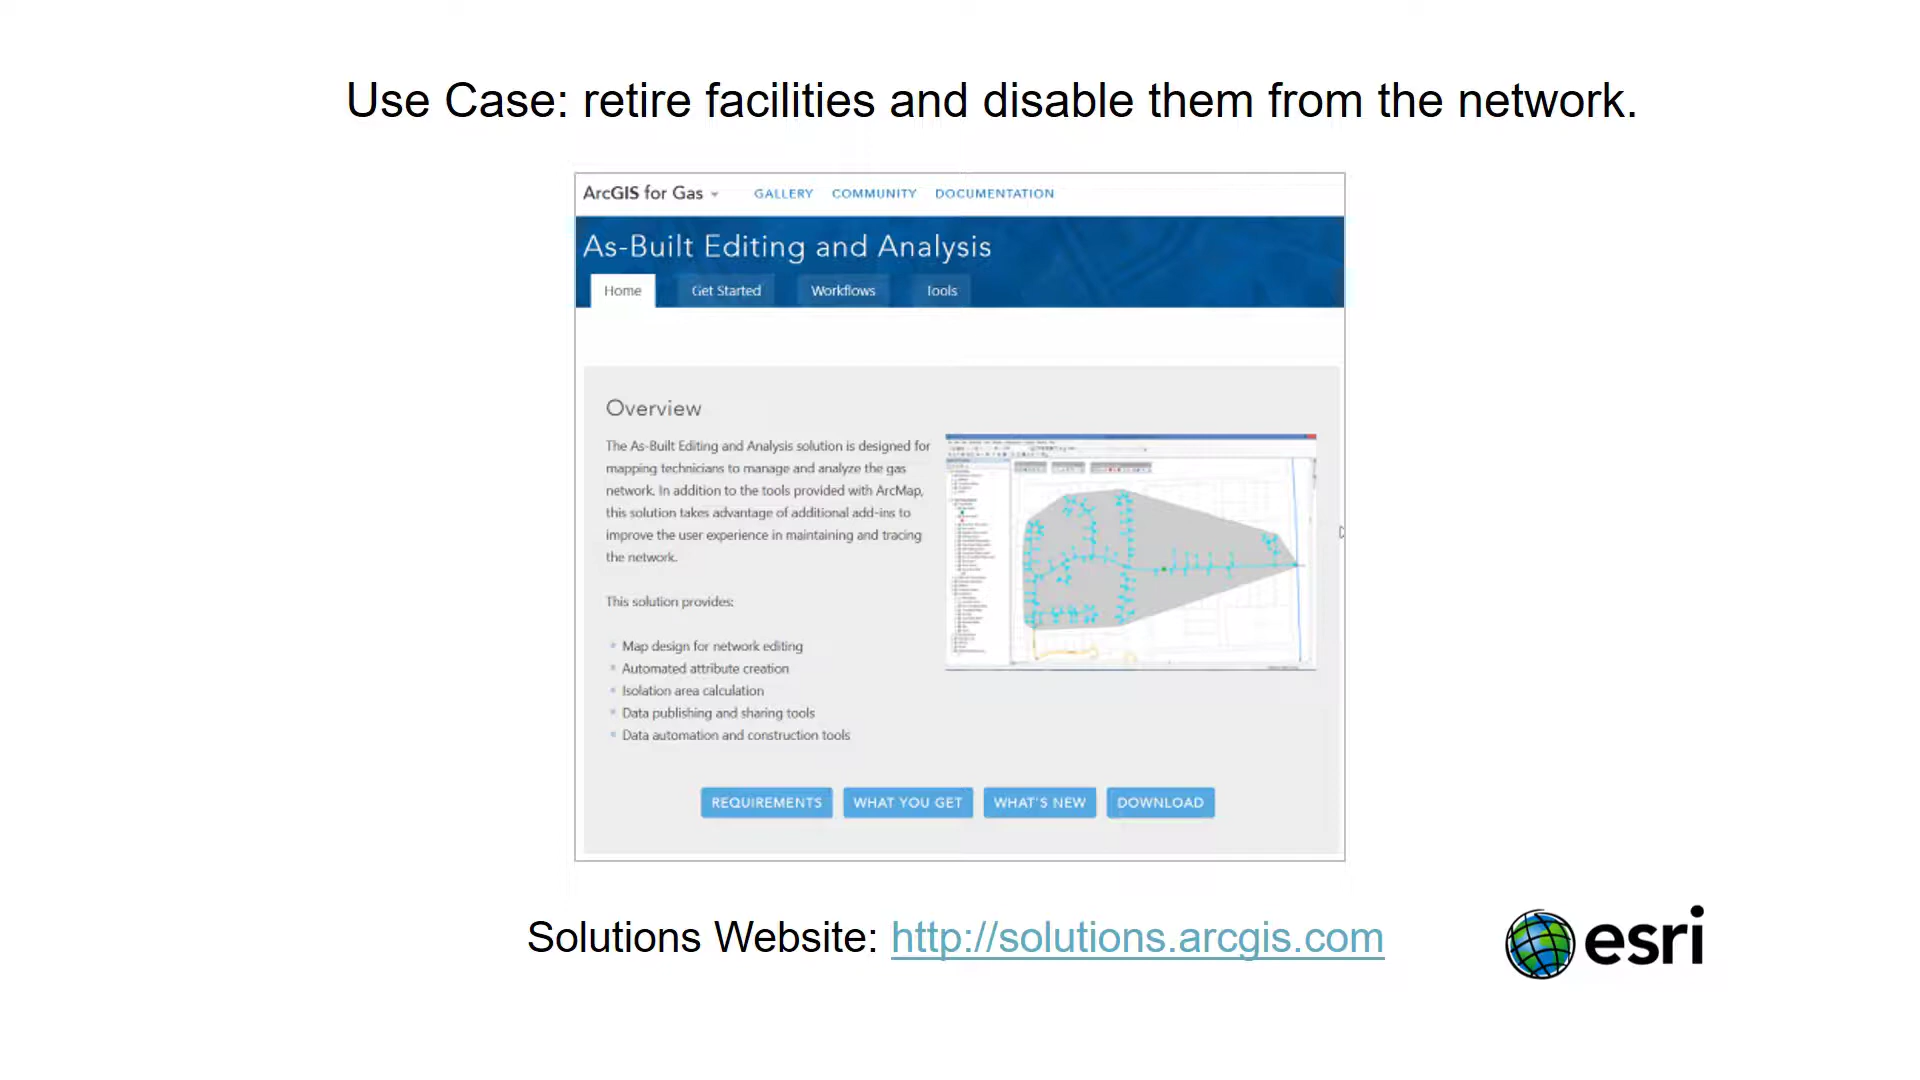 Use Case: retire facilities and disable them from the network.
ArcGIS for Gas
GALLERY COMMUNITY DOCUMENTATION
As-Built Editing and Analysis
Home Get Started Workflows Tools
Overview
The As-Built Editing and Analysis solution is designed for
mapping technicians to manage and analyze the gas
network. In addition to the tools provided with ArcMap,
this solution takes advantage of additional add-ins to
improve the user experience in maintaining and tracing
the network.
This solution provides:
Map design for network editing
Automated attribute creation
Isolation area calculation
Data publishing and sharing tools
Data automation and construction tools
REQUIREMENTS WHAT YOU GET WHAT'S NEW DOWNLOAD
Solutions Website: http://solutions.arcgis.com
esri